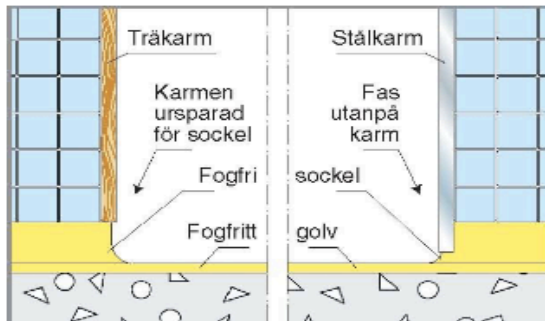 Träkarm
Stålkarm
Karmen
ursparad
för sockel
Fas
utanpå
karm
Fogfri sockel
Fogfritt golv